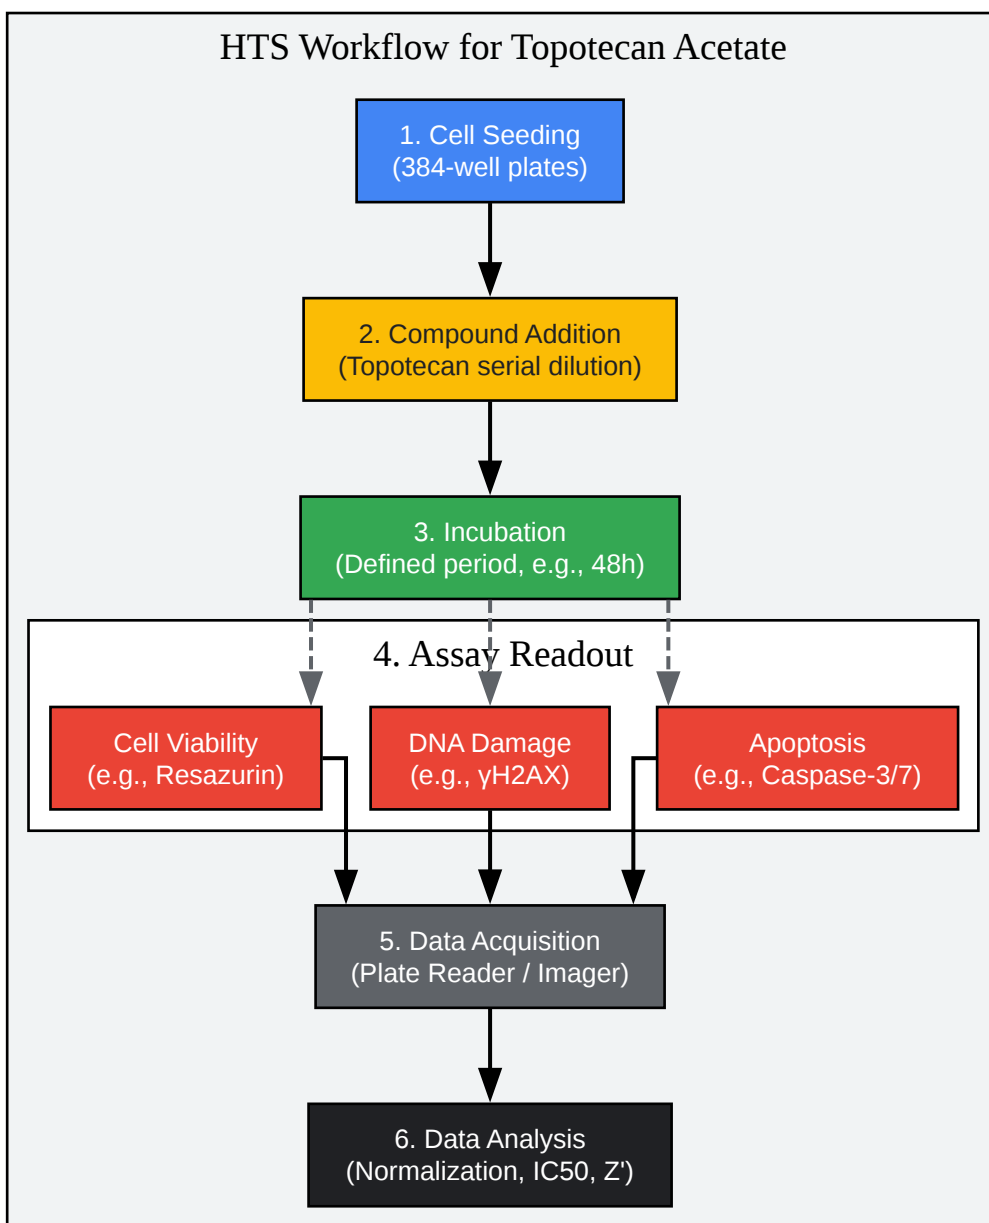 HTS Workflow for Topotecan Acetate
1. Cell Seeding
(384-well plates)
2. Compound Addition
(Topotecan serial dilution)
3. Incubation
(Defined period, e.g., 48h)
4. Assay Readout
Cell Viability
(e.g., Resazurin)
DNA Damage
(e.g., γH2AX)
Apoptosis
(e.g., Caspase-3/7)
5. Data Acquisition
(Plate Reader / Imager)
6. Data Analysis
(Normalization, IC50, Z')